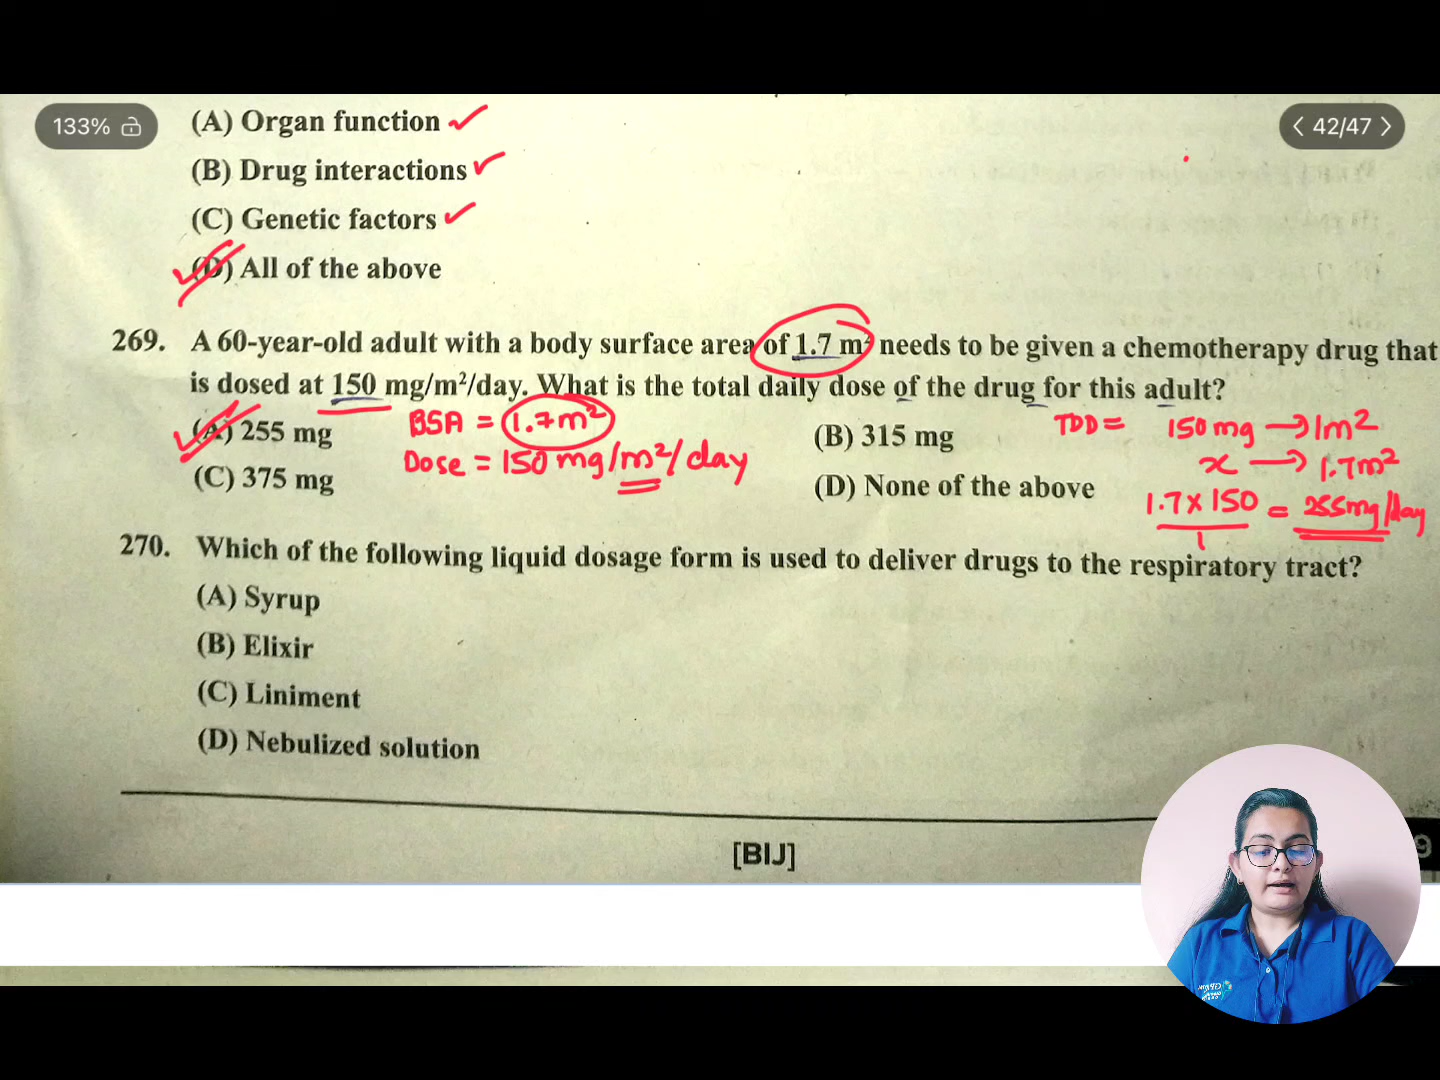 133%
42/47
(A) Organ function
(B) Drug interactions
(C) Genetic factors
(D) All of the above
269. A 60-year-old adult with a body surface area of 1.7 m² needs to be given a chemotherapy drug that
is dosed at 150 mg/m²/day. What is the total daily dose of the drug for this adult?
(A) 255 mg
(B) 315 mg
(C) 375 mg
(D) None of the above
BSA = 1.7m²
Dose = 150 mg/m²/day
TDD = 150 mg → 1m²
x → 1.7m²
1.7 x 150 = 255mg/day
1
270. Which of the following liquid dosage form is used to deliver drugs to the respiratory tract?
(A) Syrup
(B) Elixir
(C) Liniment
(D) Nebulized solution
[BIJ]
9